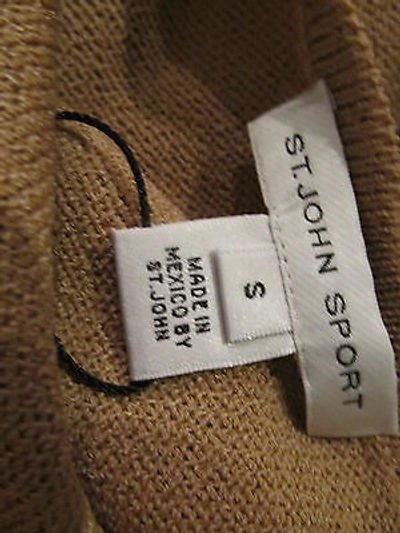 ST. JOHN SPORT
S
MADE IN
MEXICO BY
ST. JOHN